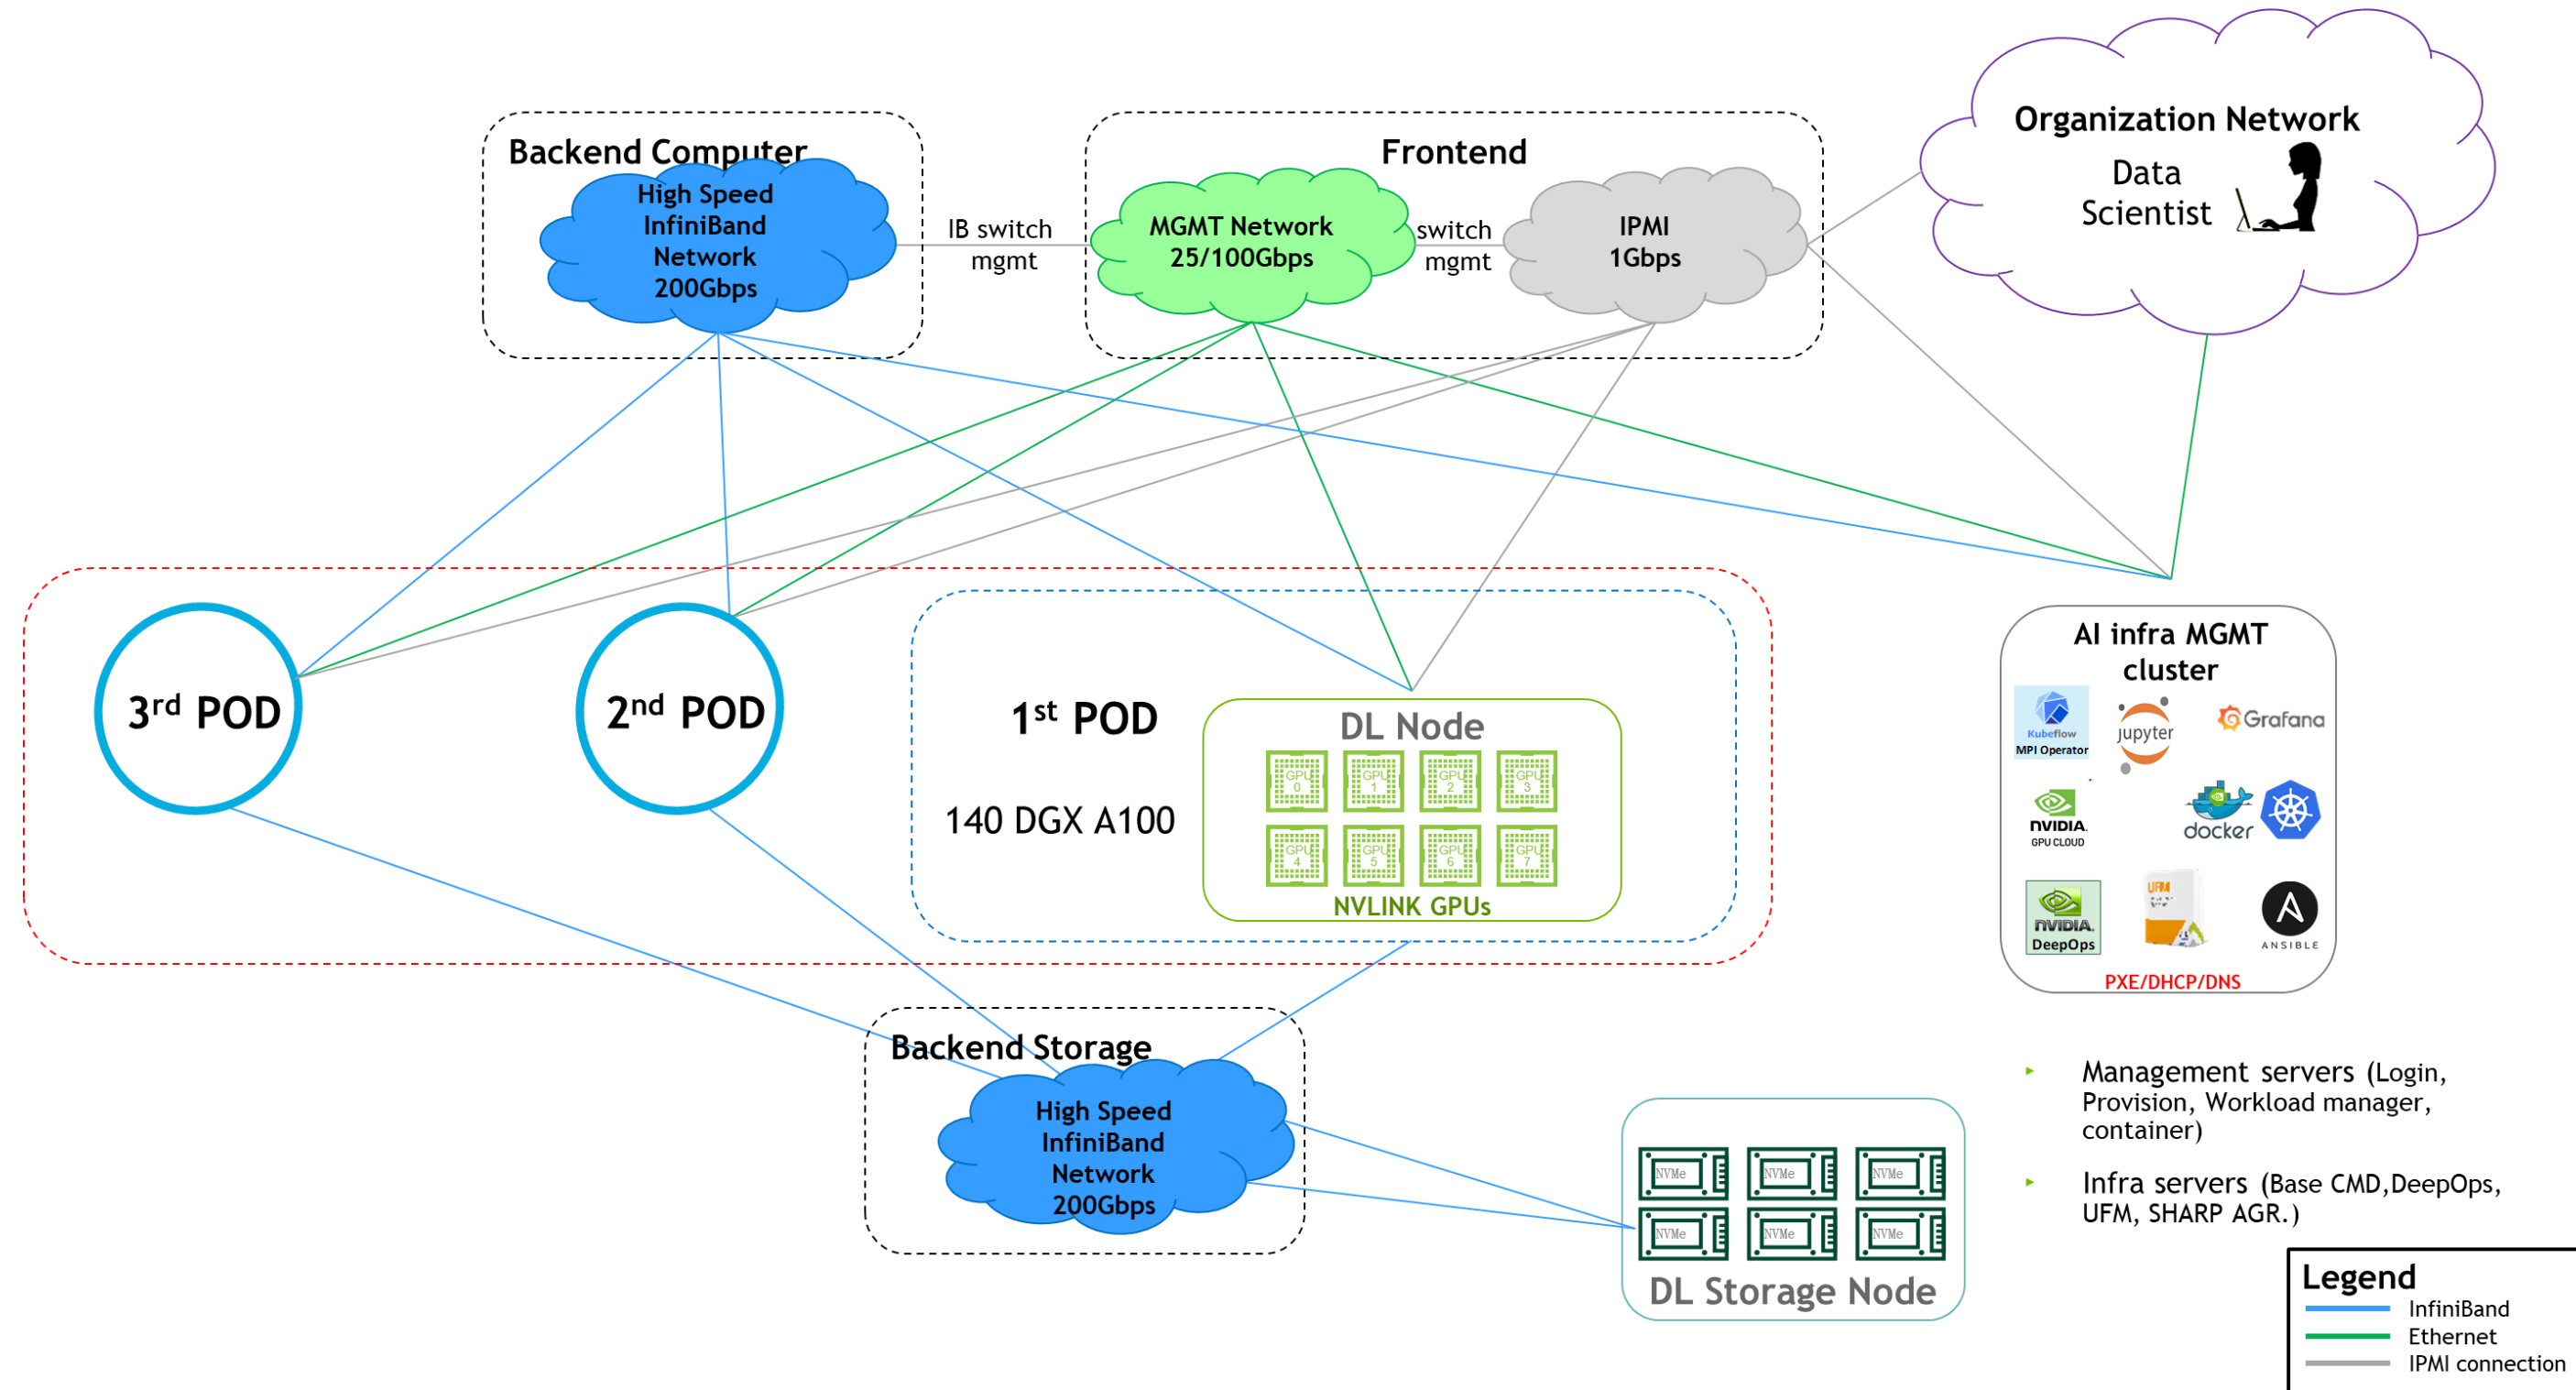 Organization Network
Data
Scientist
Backend Computer
High Speed
InfiniBand
Network
200Gbps
IB switch
mgmt
Frontend
MGMT Network
25/100Gbps
switch
mgmt
IPMI
1Gbps
3rd POD
2nd POD
1st POD
140 DGX A100
DL Node
GPU
0
GPU
1
GPU
2
GPU
3
GPU
4
GPU
5
GPU
6
GPU
7
NVLINK GPUs
AI infra MGMT
cluster
Kubeflow
MPI Operator
jupyter
Grafana
NVIDIA.
GPU CLOUD
docker
NVIDIA.
DeepOps
UFM
ANSIBLE
PXE/DHCP/DNS
Backend Storage
High Speed
InfiniBand
Network
200Gbps
NVMe
NVMe
NVMe
NVMe
NVMe
NVMe
DL Storage Node
Management servers (Login,
Provision, Workload manager,
container)
Infra servers (Base CMD,DeepOps,
UFM, SHARP AGR.)
Legend
InfiniBand
Ethernet
IPMI connection